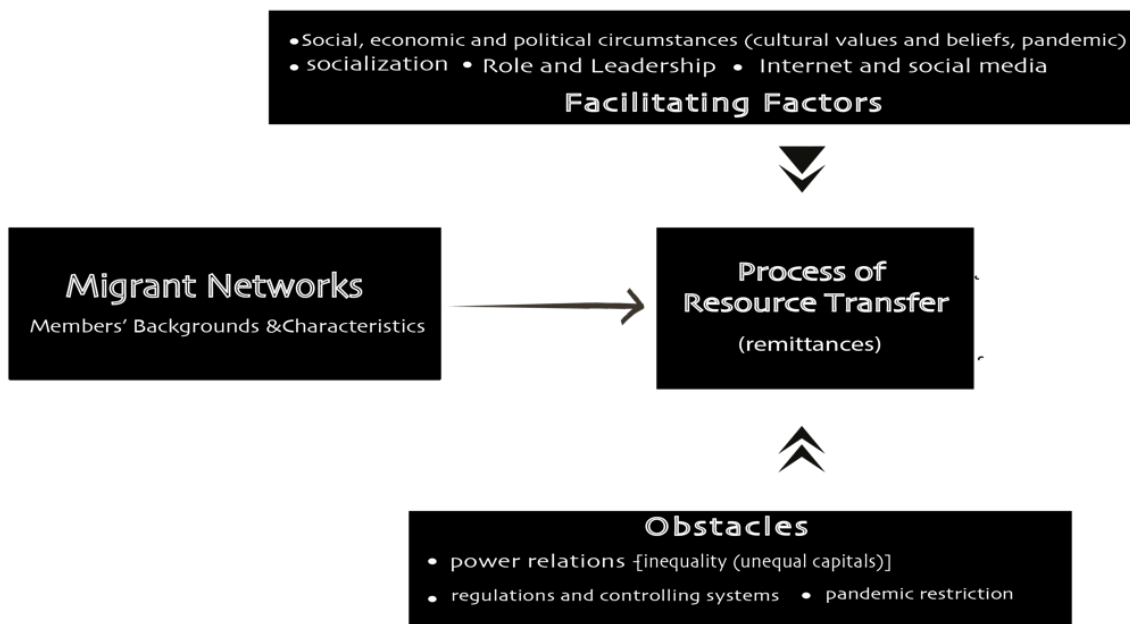 •Social, economic and political circumstances (cultural values and beliefs, pandemic)
• socialization • Role and Leadership • Internet and social media
Facilitating Factors
Migrant Networks
Members' Backgrounds &Characteristics
Process of
Resource Transfer
(remittances)
Obstacles
• power relations -[inequality (unequal capitals)]
• regulations and controlling systems • pandemic restriction